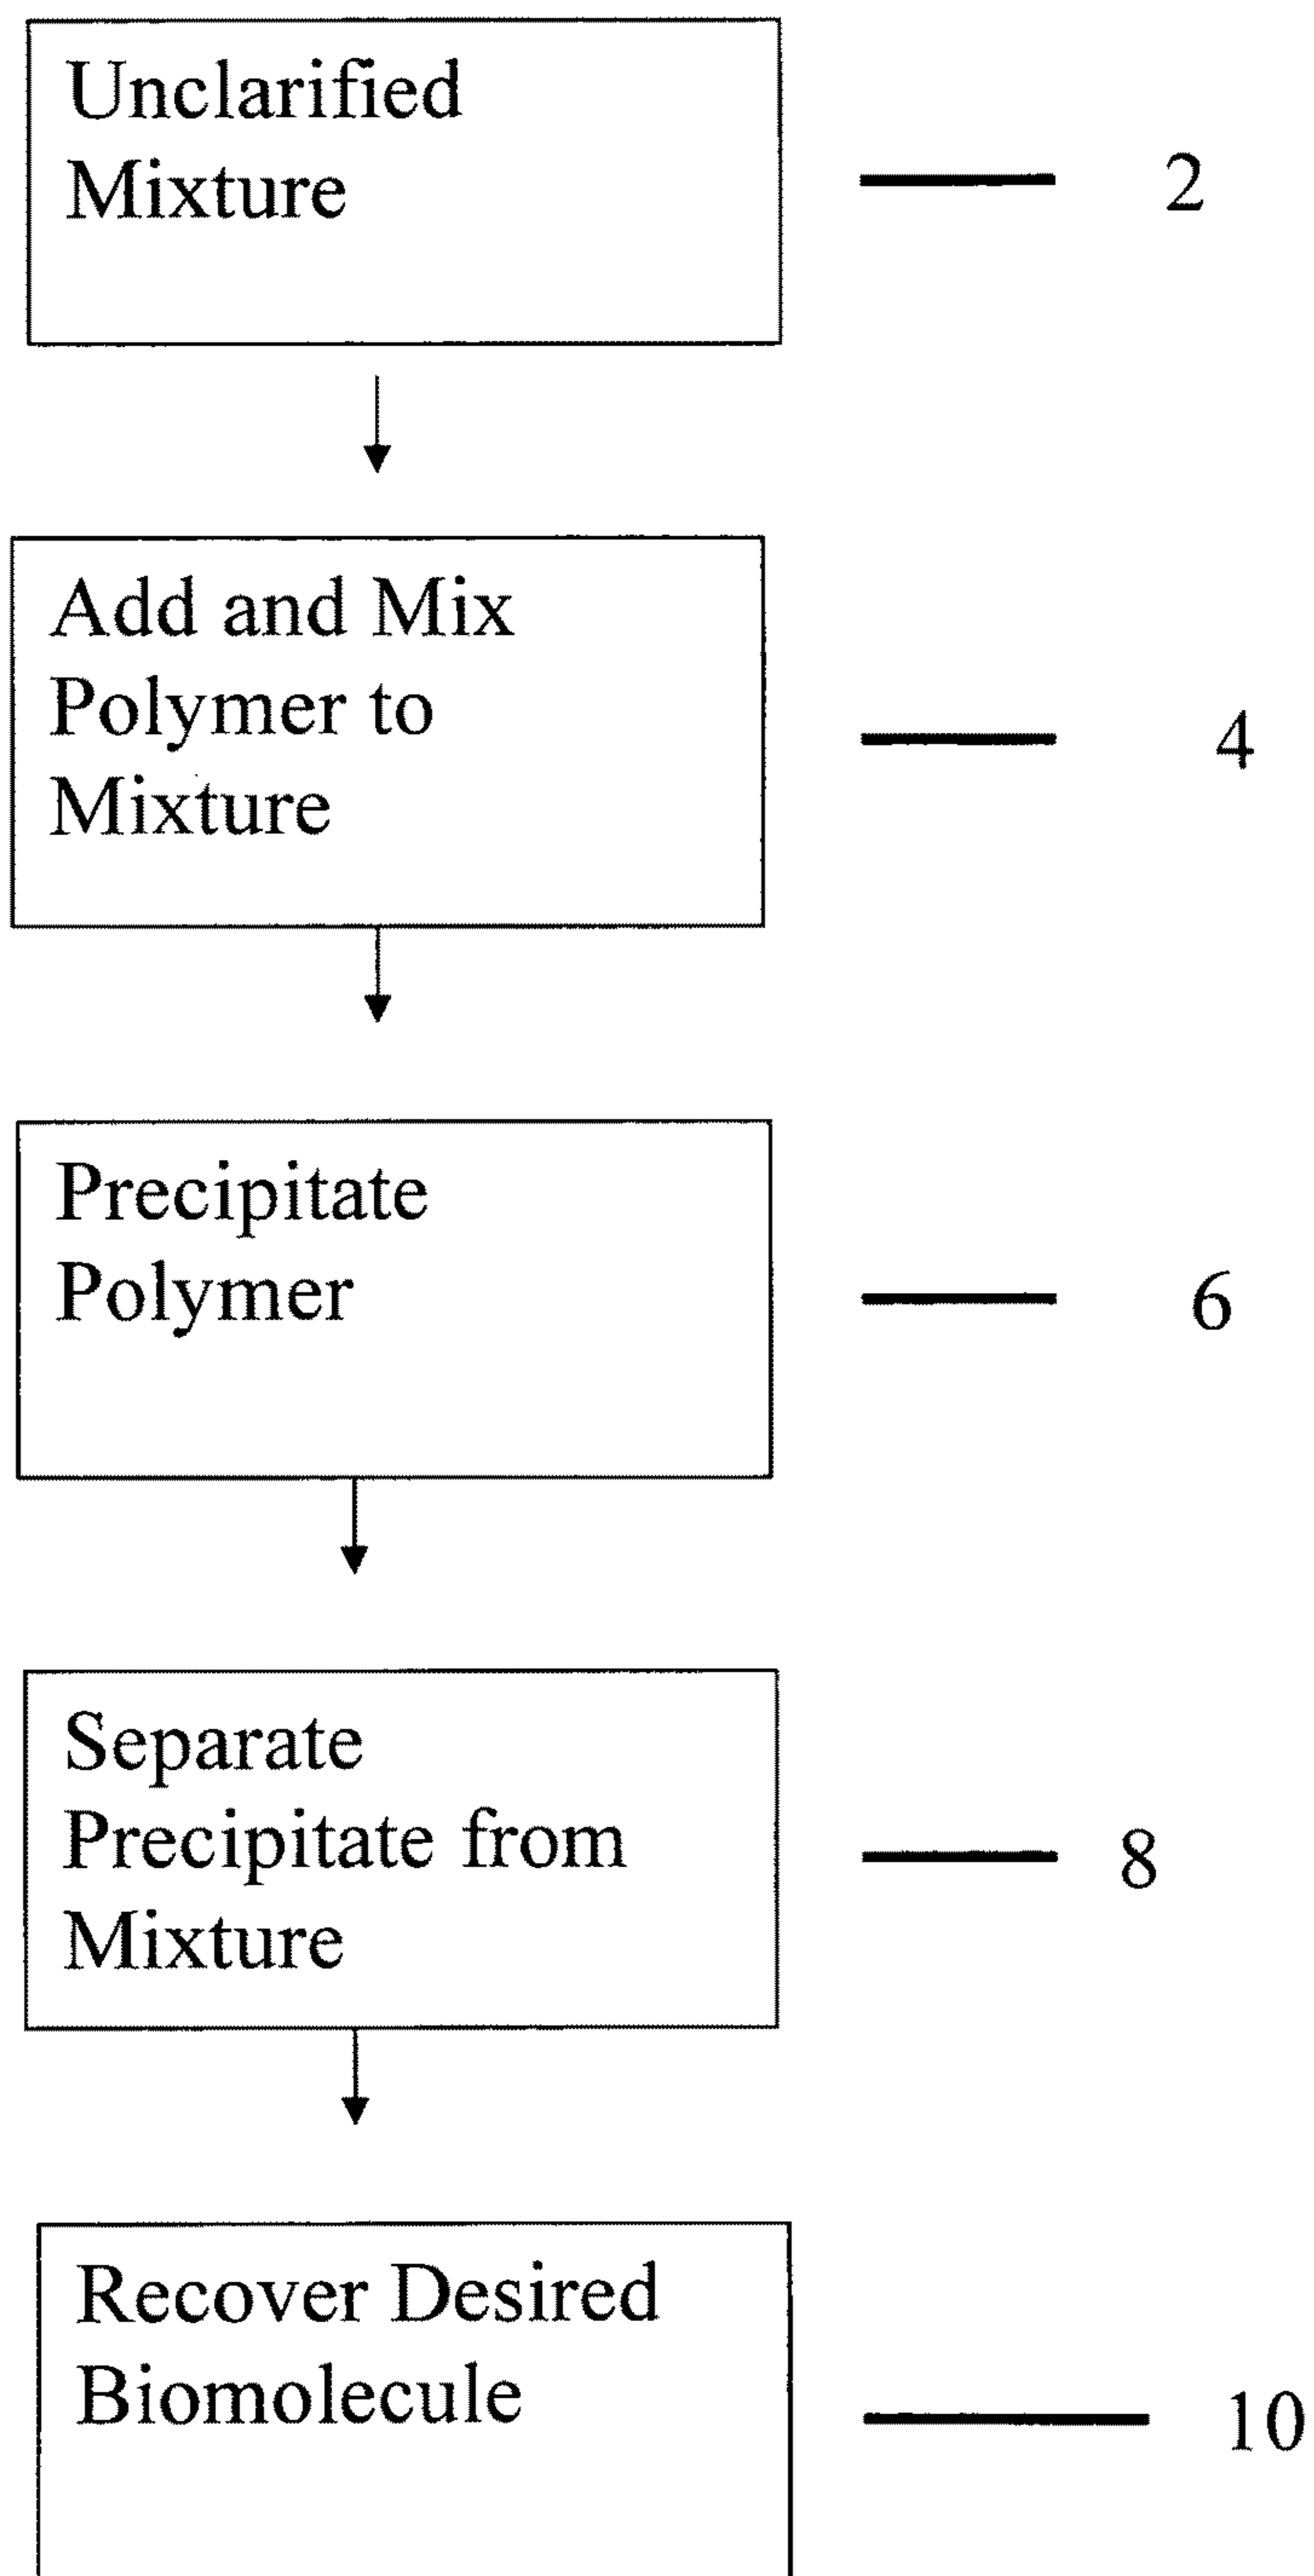 Unclarified
Mixture
2
Add and Mix
Polymer to
Mixture
4
Precipitate
Polymer
6
Separate
Precipitate from
Mixture
8
Recover Desired
Biomolecule
10